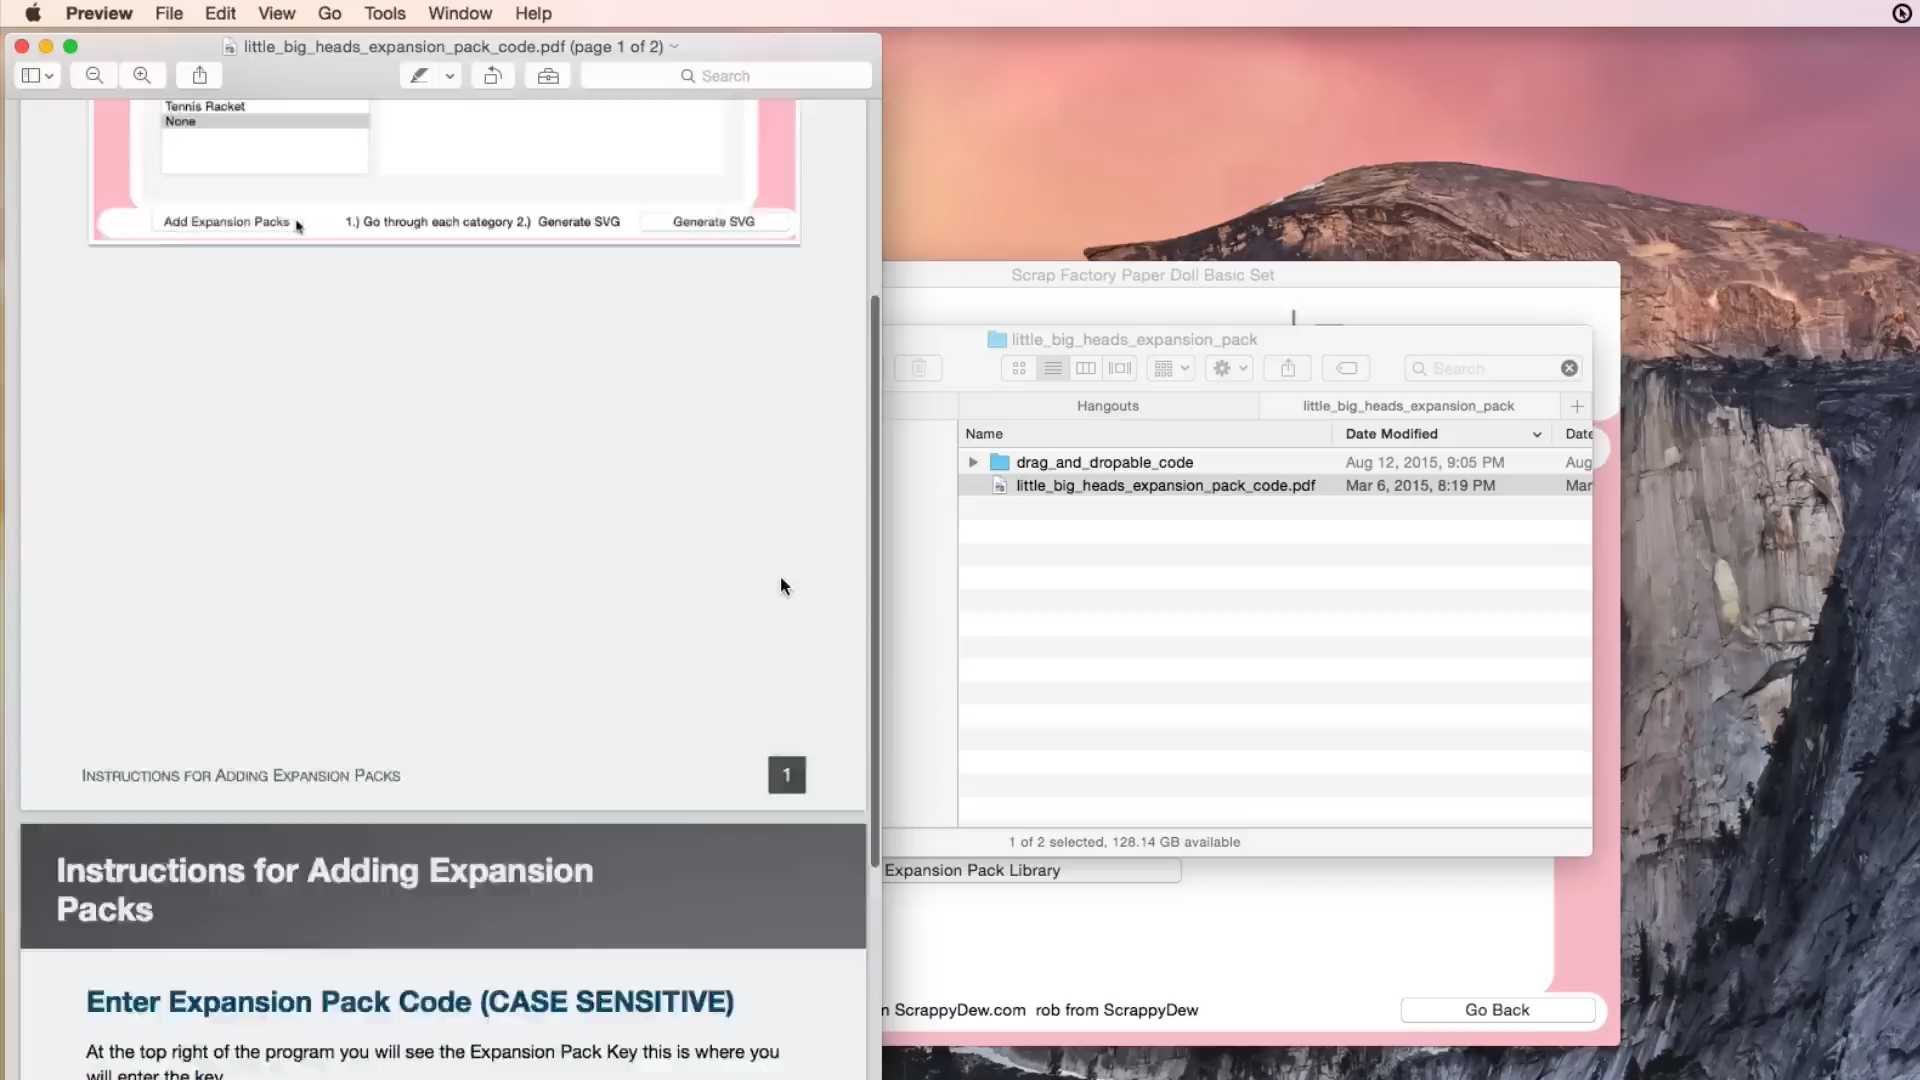 Preview File Edit View Go Tools Window Help
little_big_heads_expansion_pack_code.pdf (page 1 of 2)
Search
Tennis Racket
None
Add Expansion Packs 1.) Go through each category 2.) Generate SVG Generate SVG
INSTRUCTIONS FOR ADDING EXPANSION PACKS 1
Instructions for Adding Expansion
Packs
Enter Expansion Pack Code (CASE SENSITIVE)
At the top right of the program you will see the Expansion Pack Key this is where you
will enter the key
Scrap Factory Paper Doll Basic Set
little_big_heads_expansion_pack
Search
Hangouts little_big_heads_expansion_pack
Name Date Modified Date
drag_and_dropable_code Aug 12, 2015, 9:05 PM Aug
little_big_heads_expansion_pack_code.pdf Mar 6, 2015, 8:19 PM Mar
1 of 2 selected, 128.14 GB available
Expansion Pack Library
ScrappyDew.com rob from ScrappyDew Go Back